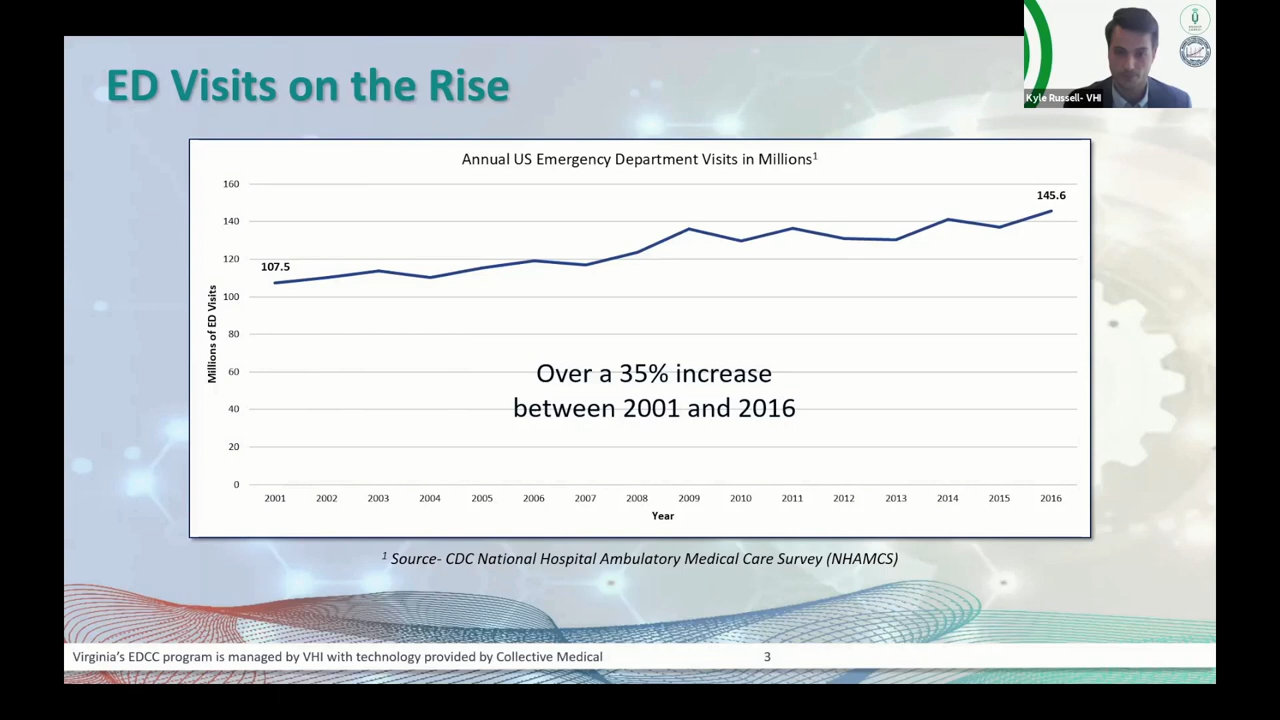 ED Visits on the Rise
Kyle Russell- VHI
Annual US Emergency Department Visits in Millions¹
160
140
120
100
80
60
40
20
0
Millions of ED Visits
107.5
145.6
Over a 35% increase
between 2001 and 2016
2001 2002 2003 2004 2005 2006 2007 2008 2009 2010 2011 2012 2013 2014 2015 2016
Year
¹ Source- CDC National Hospital Ambulatory Medical Care Survey (NHAMCS)
Virginia’s EDCC program is managed by VHI with technology provided by Collective Medical
3